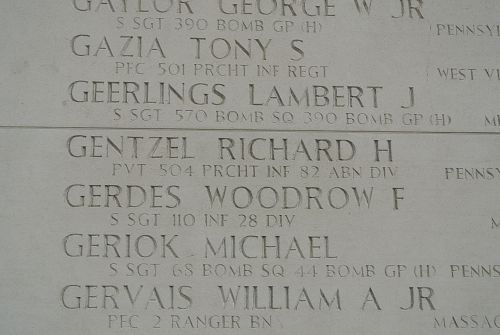 GAYLOR GEORGE W JR
S SGT 390 BOMB GP (H)
GAZIA TONY S
PFC 501 PRCHT INF REGT WEST
GEERLINGS LAMBERT J
S SGT 570 BOMB SQ 390 BOMB GP (H)
GENTZEL RICHARD H
PVT 504 PRCHT INF 82 ABN DIV PENNSY
GERDES WOODROW F
S SGT 110 INF 28 DIV
GERIOK MICHAEL
S SGT 68 BOMB SQ 44 BOMB GP (H) PENNS
GERVAIS WILLIAM A JR
PFC 2 RANGER BN MASSAC